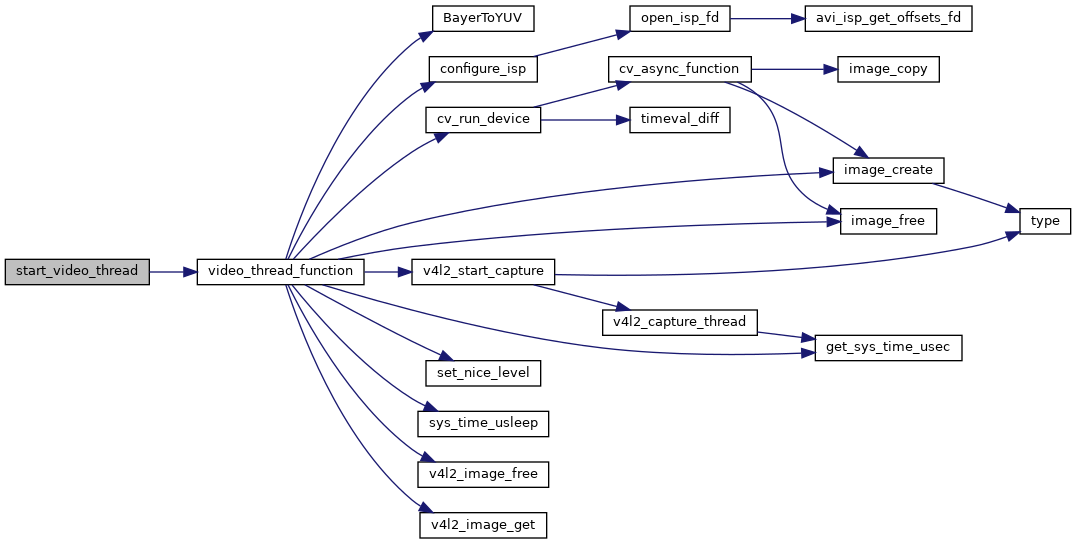 BayerToYUV
open_isp_fd
avi_isp_get_offsets_fd
configure_isp
cv_async_function
image_copy
cv_run_device
timeval_diff
image_create
image_free
type
start_video_thread
video_thread_function
v4l2_start_capture
v4l2_capture_thread
get_sys_time_usec
set_nice_level
sys_time_usleep
v4l2_image_free
v4l2_image_get